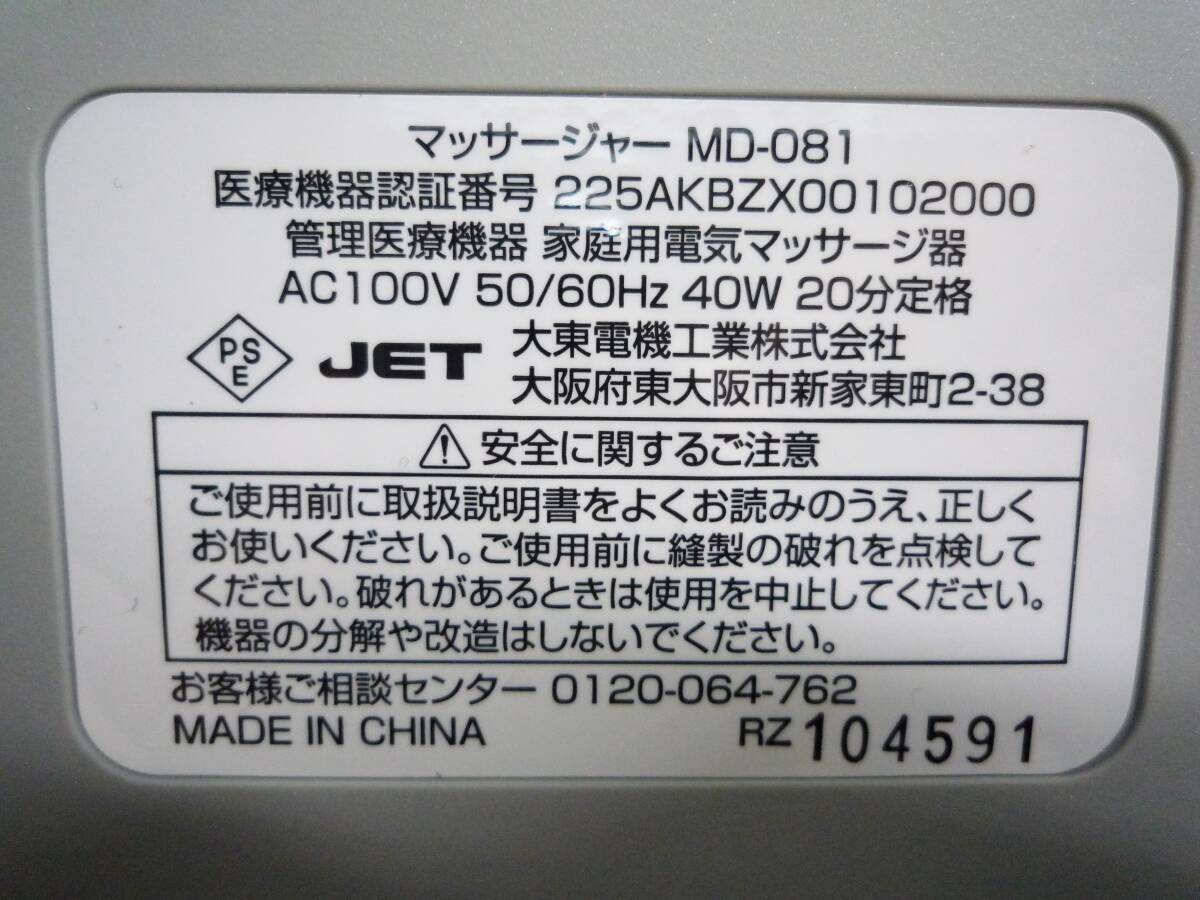 マッサージャー MD-081
医療機器認証番号 225AKBZX00102000
管理医療機器 家庭用電気マッサージ器
AC100V 50/60Hz 40W 20分定格
PSE JET 大東電機工業株式会社
大阪府東大阪市新家東町2-38
安全に関するご注意
ご使用前に取扱説明書をよくお読みのうえ、正しく
お使いください。ご使用前に縫製の破れを点検して
ください。破れがあるときは使用を中止してください。
機器の分解や改造はしないでください。
お客様ご相談センター 0120-064-762
MADE IN CHINA RZ104591